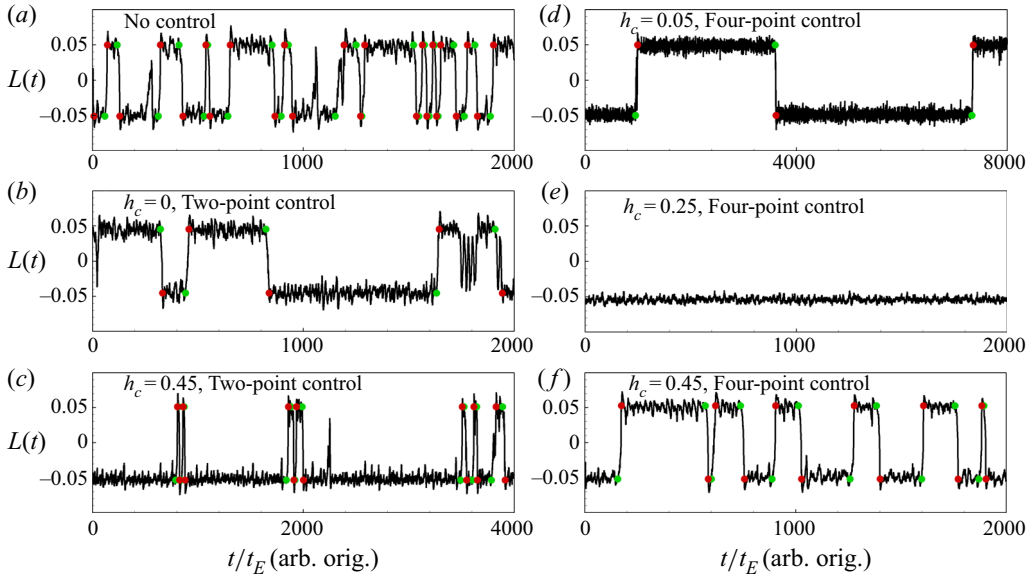 (a)
No control
0.05
L(t)
0
−0.05
0
1000
2000
(b)
h_c = 0, Two-point control
0.05
L(t)
0
−0.05
0
1000
2000
(c)
h_c = 0.45, Two-point control
0.05
L(t)
0
−0.05
0
2000
4000
t/t_E (arb. orig.)
(d)
h_c = 0.05, Four-point control
0.05
0
−0.05
0
4000
8000
(e)
h_c = 0.25, Four-point control
0.05
0
−0.05
0
1000
2000
(f)
h_c = 0.45, Four-point control
0.05
0
−0.05
0
1000
2000
t/t_E (arb. orig.)